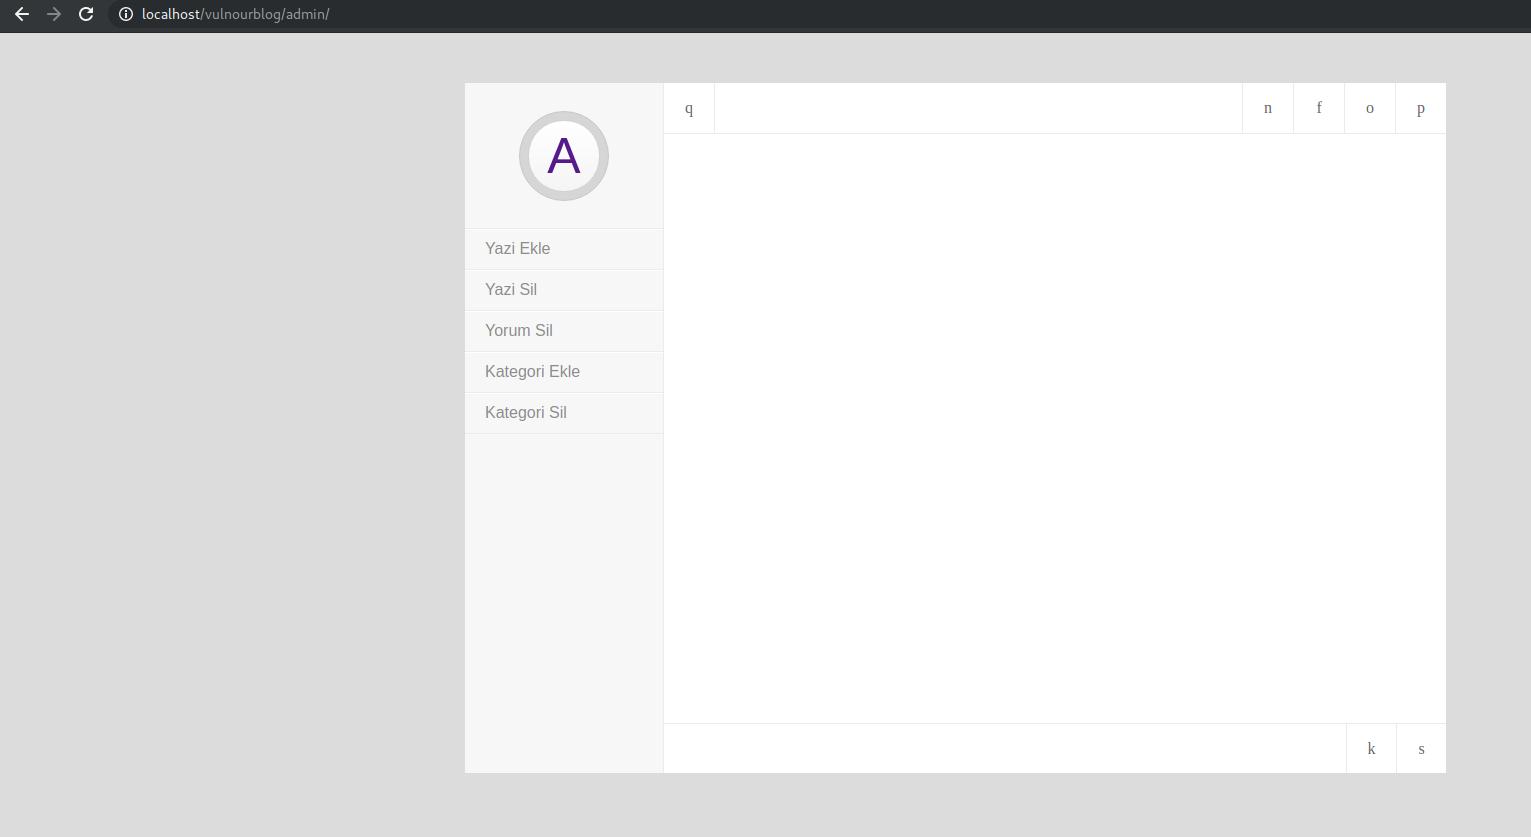 localhost/vulnourblog/admin/
q n f o p
A
Yazi Ekle
Yazi Sil
Yorum Sil
Kategori Ekle
Kategori Sil
k s